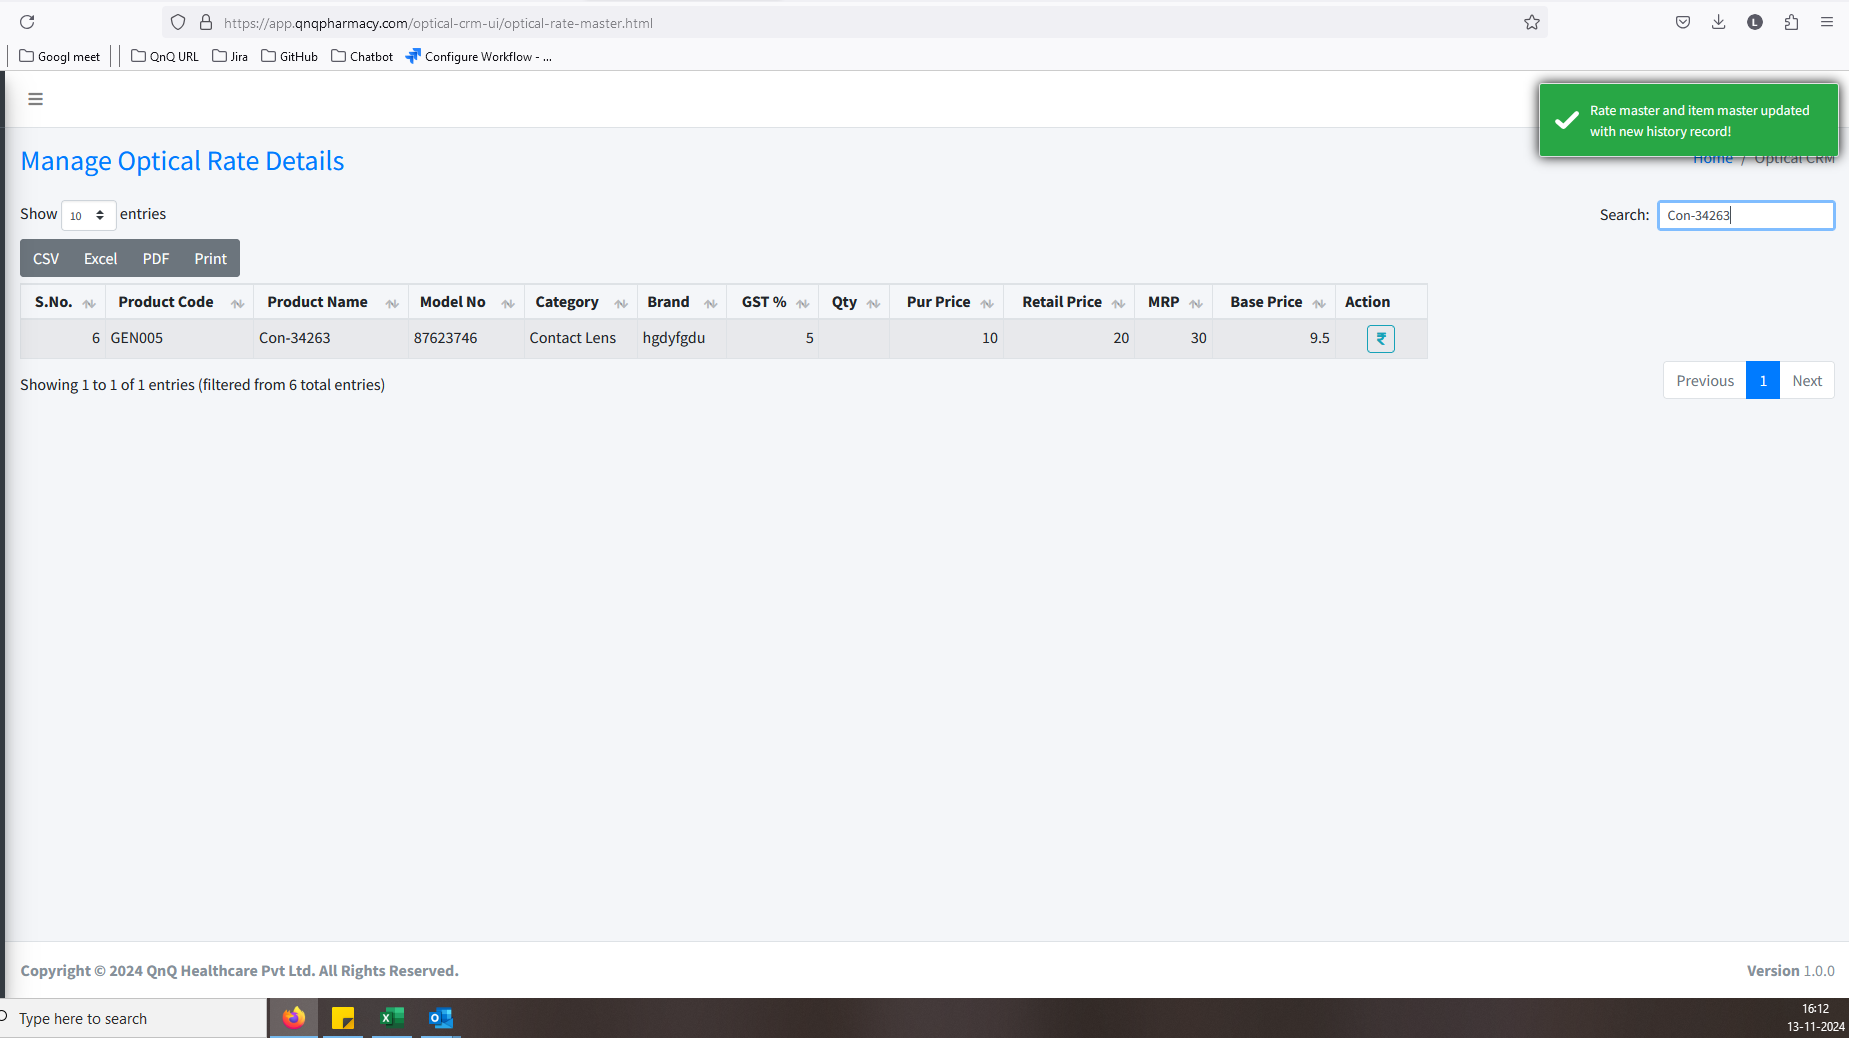 https://app.qnqpharmacy.com/optical-crm-ui/optical-rate-master.html
L
Googl meet QnQ URL Jira GitHub Chatbot Configure Workflow - ...
Rate master and item master updated
with new history record!
Manage Optical Rate Details
Home / Optical CRM
Show 10 entries
Search: Con-34263
CSV Excel PDF Print
S.No. Product Code Product Name Model No Category Brand GST % Qty Pur Price Retail Price MRP Base Price Action
6 GEN005 Con-34263 87623746 Contact Lens hgdyfgdu 5 10 20 30 9.5 ₹
Showing 1 to 1 of 1 entries (filtered from 6 total entries)
Previous 1 Next
Copyright © 2024 QnQ Healthcare Pvt Ltd. All Rights Reserved.
Version 1.0.0
Type here to search
16:12
13-11-2024